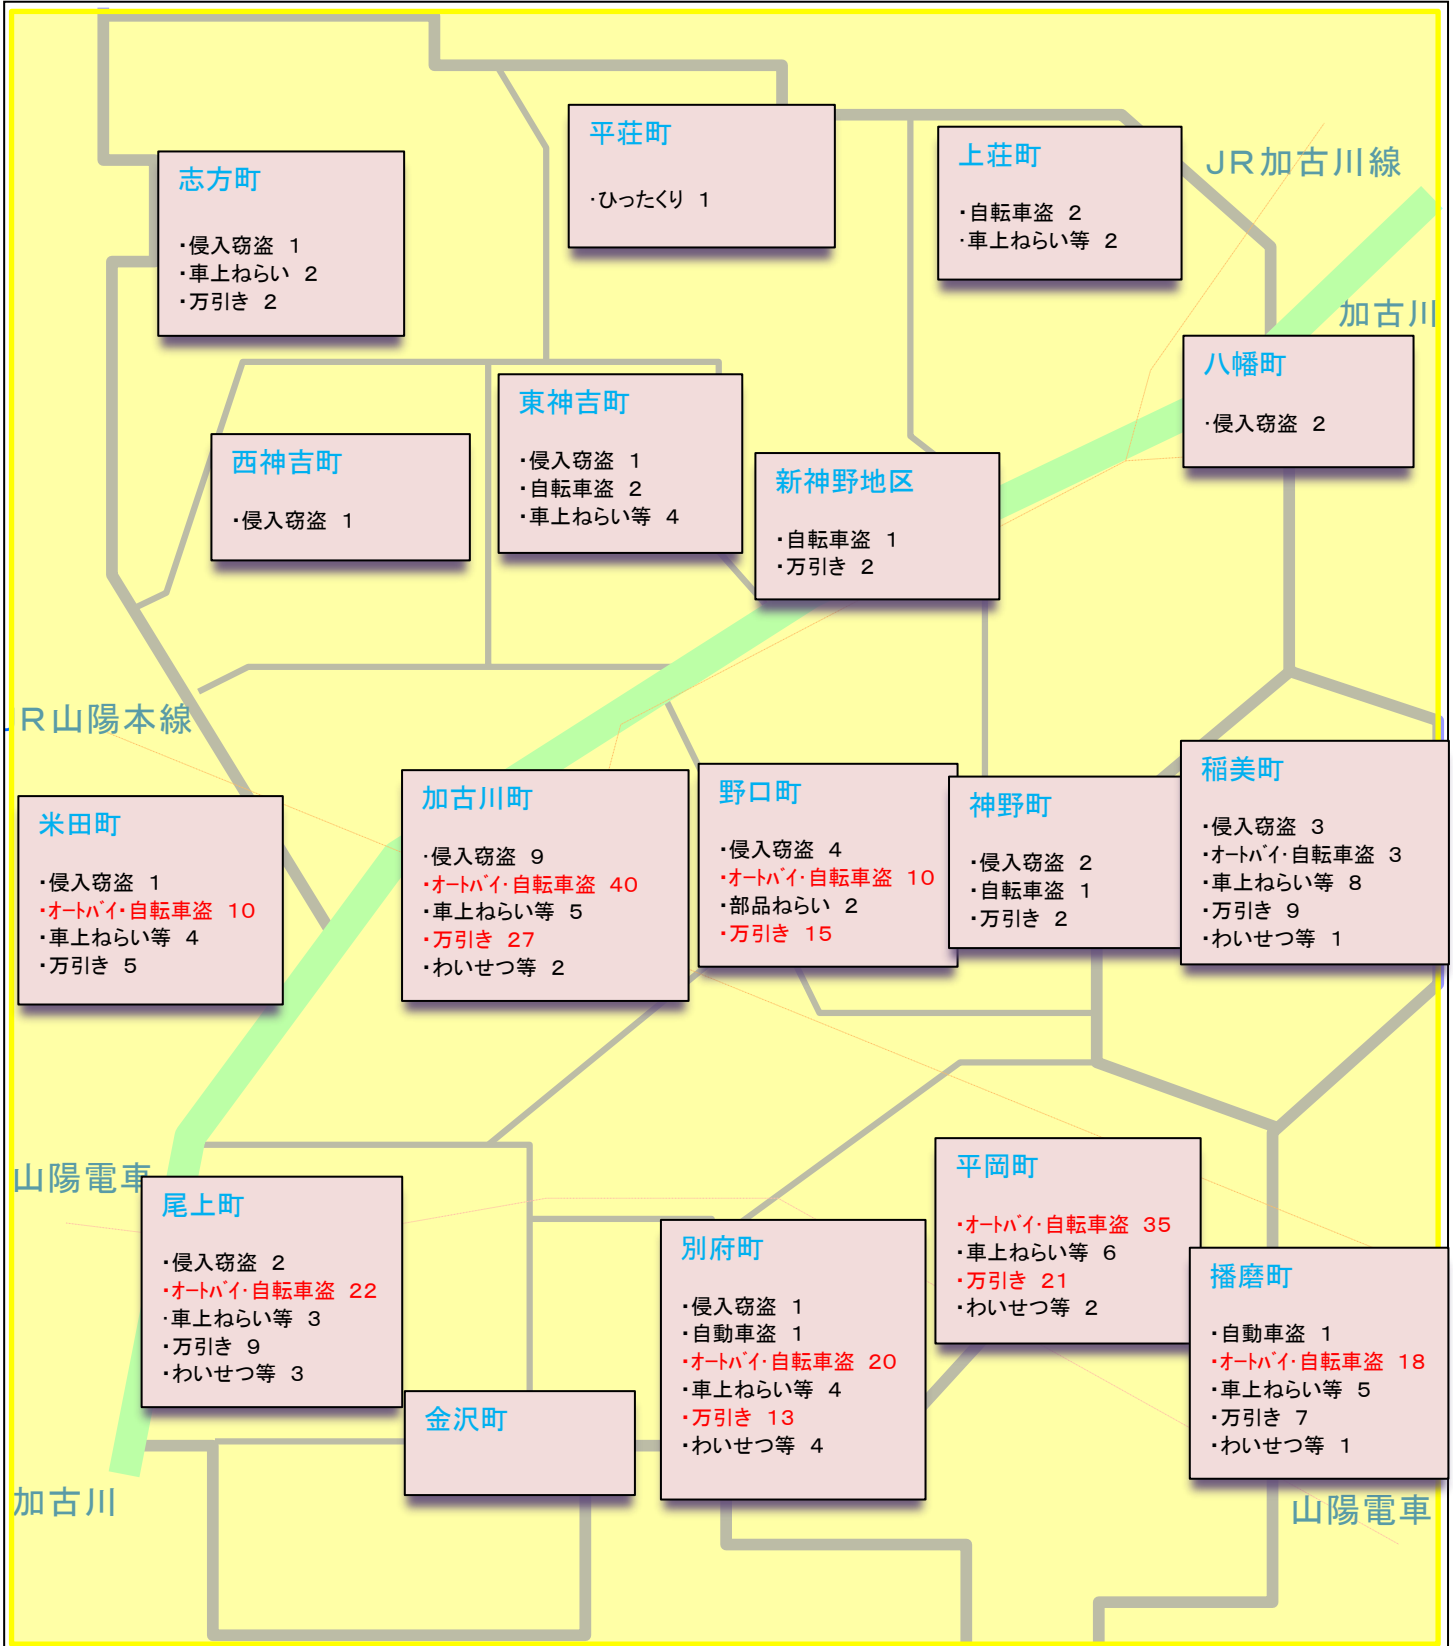 平荘町
・ひったくり 1
上荘町
・自転車盗 2
・車上ねらい等 2
JR加古川線
志方町
・侵入窃盗 1
・車上ねらい 2
・万引き 2
加古川
八幡町
・侵入窃盗 2
東神吉町
・侵入窃盗 1
・自転車盗 2
・車上ねらい等 4
西神吉町
・侵入窃盗 1
新神野地区
・自転車盗 1
・万引き 2
R山陽本線
米田町
・侵入窃盗 1
・オートバイ・自転車盗 10
・車上ねらい等 4
・万引き 5
加古川町
・侵入窃盗 9
・オートバイ・自転車盗 40
・車上ねらい等 5
・万引き 27
・わいせつ等 2
野口町
・侵入窃盗 4
・オートバイ・自転車盗 10
・部品ねらい 2
・万引き 15
神野町
・侵入窃盗 2
・自転車盗 1
・万引き 2
稲美町
・侵入窃盗 3
・オートバイ・自転車盗 3
・車上ねらい等 8
・万引き 9
・わいせつ等 1
山陽電車
尾上町
・侵入窃盗 2
・オートバイ・自転車盗 22
・車上ねらい等 3
・万引き 9
・わいせつ等 3
金沢町
別府町
・侵入窃盗 1
・自動車盗 1
・オートバイ・自転車盗 20
・車上ねらい等 4
・万引き 13
・わいせつ等 4
平岡町
・オートバイ・自転車盗 35
・車上ねらい等 6
・万引き 21
・わいせつ等 2
播磨町
・自動車盗 1
・オートバイ・自転車盗 18
・車上ねらい等 5
・万引き 7
・わいせつ等 1
加古川
山陽電車